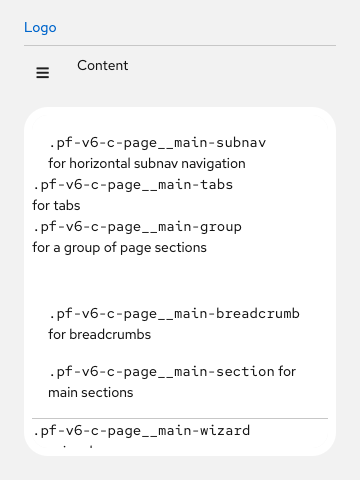 Logo
Content
.pf-v6-c-page__main-subnav
for horizontal subnav navigation
.pf-v6-c-page__main-tabs
for tabs
.pf-v6-c-page__main-group
for a group of page sections
.pf-v6-c-page__main-breadcrumb
for breadcrumbs
.pf-v6-c-page__main-section for
main sections
.pf-v6-c-page__main-wizard